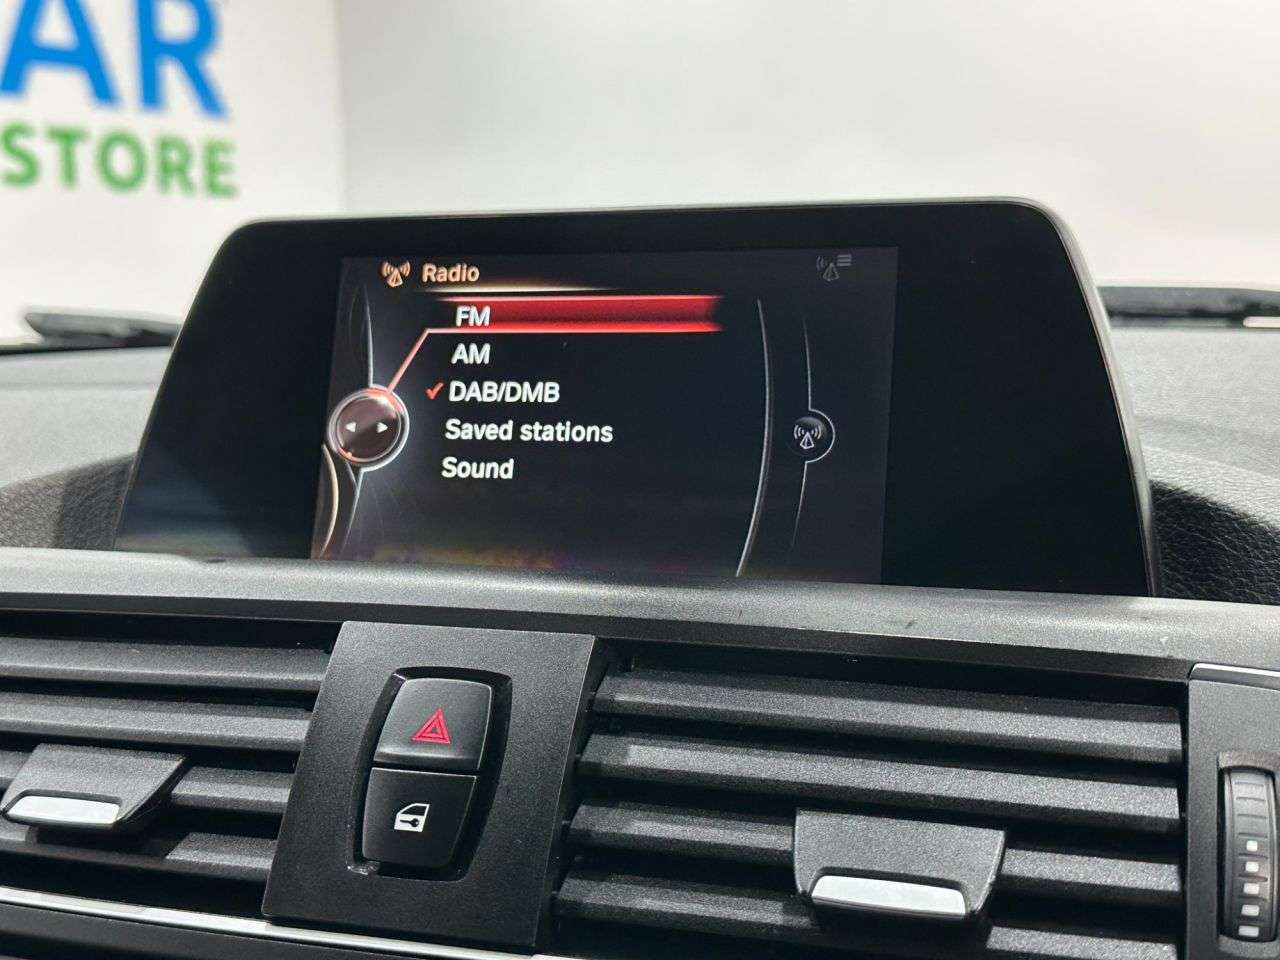 AR
STORE
Radio
FM
AM
DAB/DMB
Saved stations
Sound